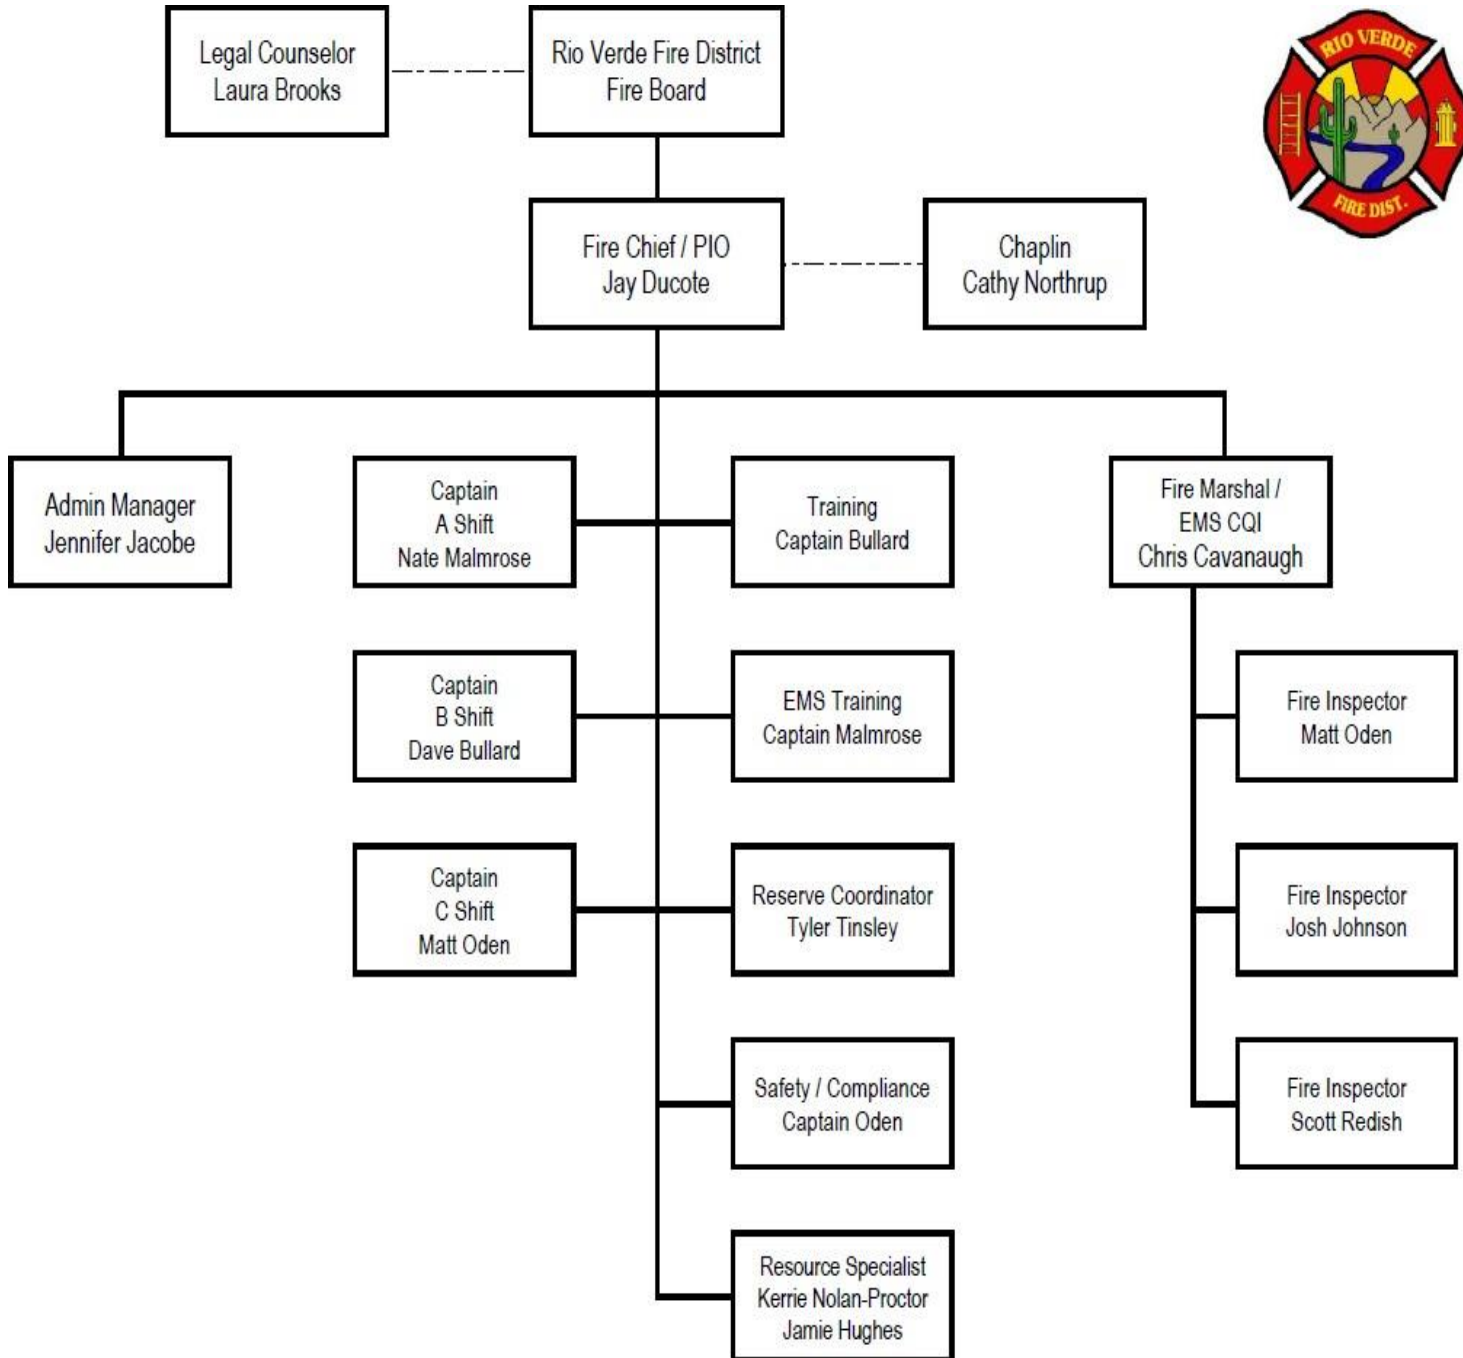 Legal Counselor
Laura Brooks
Rio Verde Fire District
Fire Board
RIO VERDE
FIRE DIST.
Fire Chief / PIO
Jay Ducote
Chaplin
Cathy Northrup
Admin Manager
Jennifer Jacobe
Captain
A Shift
Nate Malmrose
Training
Captain Bullard
Fire Marshal /
EMS CQI
Chris Cavanaugh
Captain
B Shift
Dave Bullard
EMS Training
Captain Malmrose
Fire Inspector
Matt Oden
Captain
C Shift
Matt Oden
Reserve Coordinator
Tyler Tinsley
Fire Inspector
Josh Johnson
Safety / Compliance
Captain Oden
Fire Inspector
Scott Redish
Resource Specialist
Kerrie Nolan-Proctor
Jamie Hughes